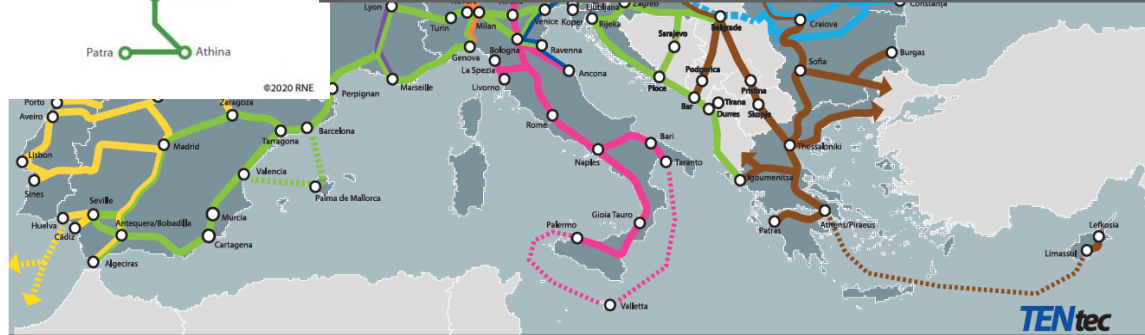 Patra
Athina
©2020 RNE
Lyon
Turin
Milan
Venice
Koper
Ljubljana
Rijeka
Zagreb
Belgrade
Craiova
Constanţa
Genova
Bologna
Ravenna
La Spezia
Livorno
Ancona
Marseille
Perpignan
Sarajevo
Ploce
Podgorica
Bar
Pristina
Skopje
Tirana
Durres
Sofia
Burgas
Porto
Aveiro
Zaragoza
Barcelona
Tarragona
Lisbon
Sines
Madrid
Valencia
Palma de Mallorca
Rome
Naples
Bari
Taranto
Thessaloniki
Igoumenitsa
Seville
Huelva
Cádiz
Antequera/Bobadilla
Murcia
Cartagena
Algeciras
Gioia Tauro
Palermo
Valletta
Patras
Athens/Piraeus
Lefkosia
Limassol
TENtec